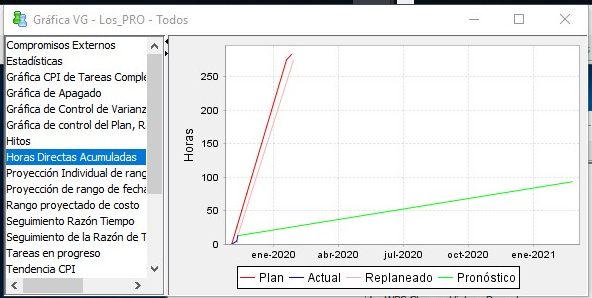 Gráfica VG - Los_PRO - Todos
Compromisos Externos
Estadísticas
Gráfica CPI de Tareas Comple
Gráfica de Apagado
Gráfica de Control de Varianz
Gráfica de control del Plan, R
Hitos
Horas Directas Acumuladas
Proyección Individual de rang
Proyección de rango de fecha
Rango proyectado de costo
Seguimiento Razón Tiempo
Seguimiento de la Razón de T
Tareas en progreso
Tendencia CPI
Horas
250
200
150
100
50
0
ene-2020 abr-2020 jul-2020 oct-2020 ene-2021
Plan Actual Replaneado Pronóstico